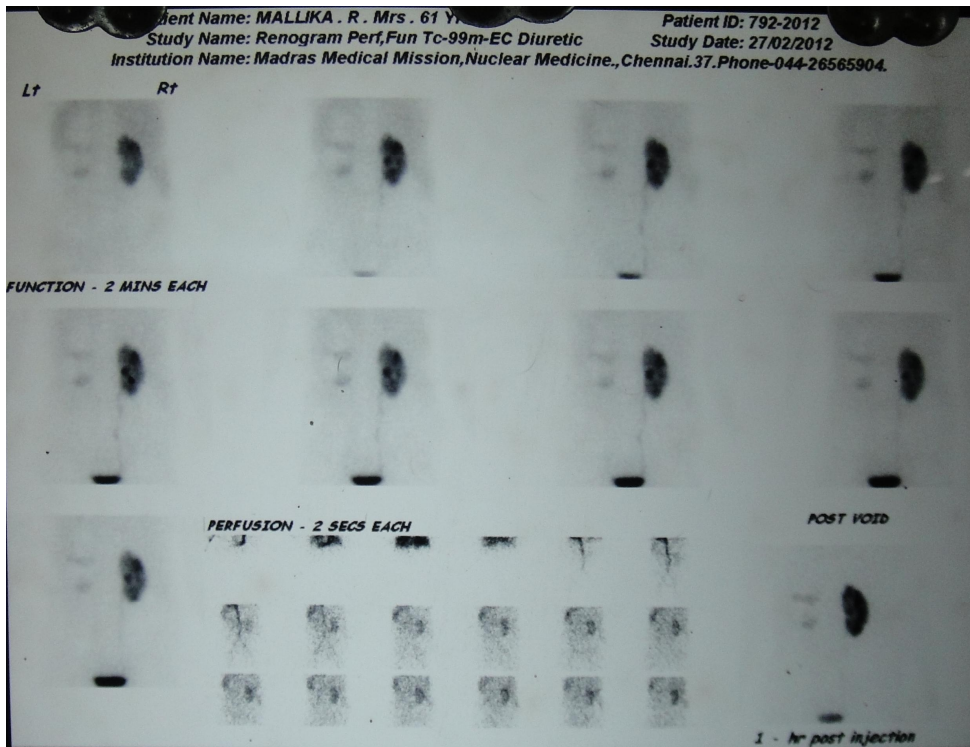 ient Name: MALLIKA . R . Mrs . 61 Y
Patient ID: 792-2012
Study Name: Renogram Perf,Fun Tc-99m-EC Diuretic
Study Date: 27/02/2012
Institution Name: Madras Medical Mission,Nuclear Medicine.,Chennai.37.Phone-044-26565904.
Lt Rt
FUNCTION - 2 MINS EACH
PERFUSION - 2 SECS EACH
POST VOID
1 - hr post injection